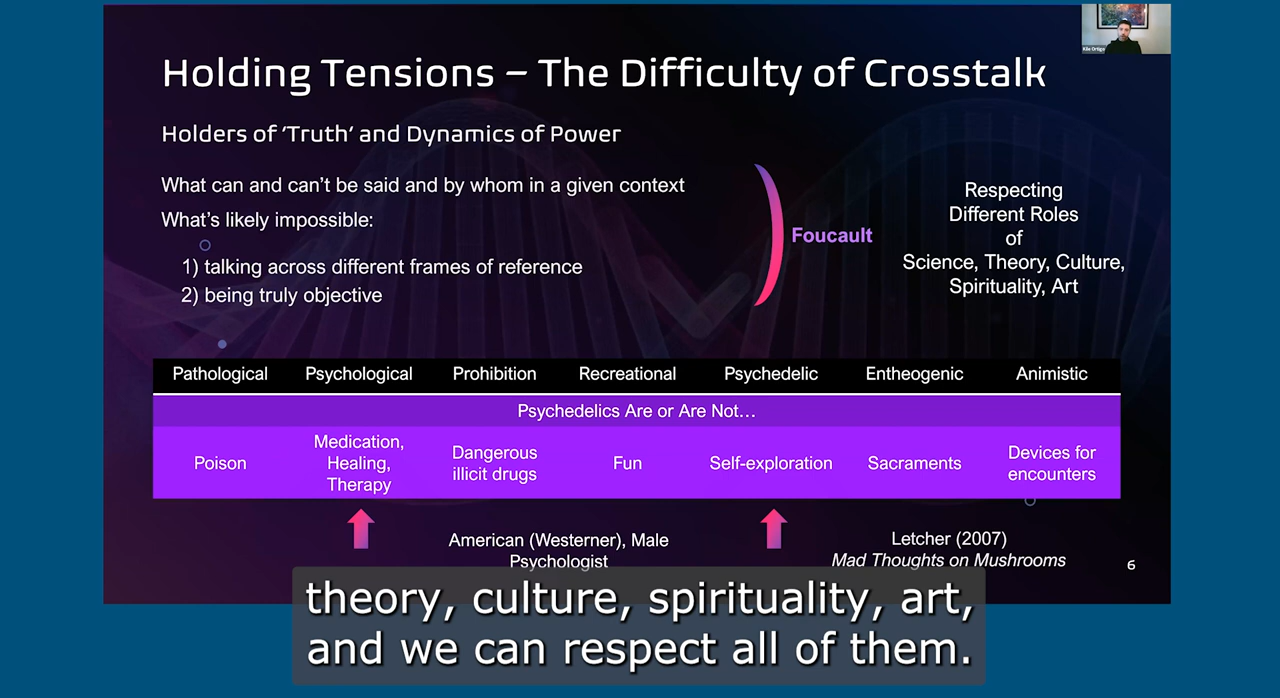 Kile Ortigo
Holding Tensions – The Difficulty of Crosstalk
Holders of ‘Truth’ and Dynamics of Power
What can and can’t be said and by whom in a given context
What’s likely impossible:
1) talking across different frames of reference
2) being truly objective
Foucault
Respecting
Different Roles
of
Science, Theory, Culture,
Spirituality, Art
Pathological Psychological Prohibition Recreational Psychedelic Entheogenic Animistic
Psychedelics Are or Are Not…
Poison
Medication,
Healing,
Therapy
Dangerous
illicit drugs
Fun
Self-exploration
Sacraments
Devices for
encounters
American (Westerner), Male
Psychologist
Letcher (2007)
Mad Thoughts on Mushrooms
6
theory, culture, spirituality, art,
and we can respect all of them.